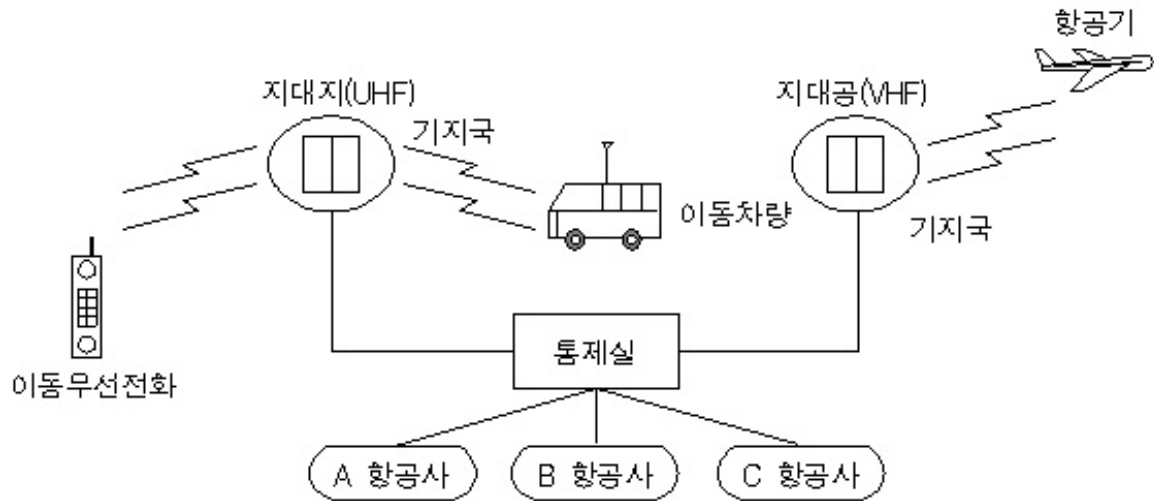 항공기
지대지(UHF)
지대공(VHF)
기지국
이동차량
기지국
통제실
이동무선전화
A 항공사
B 항공사
C 항공사